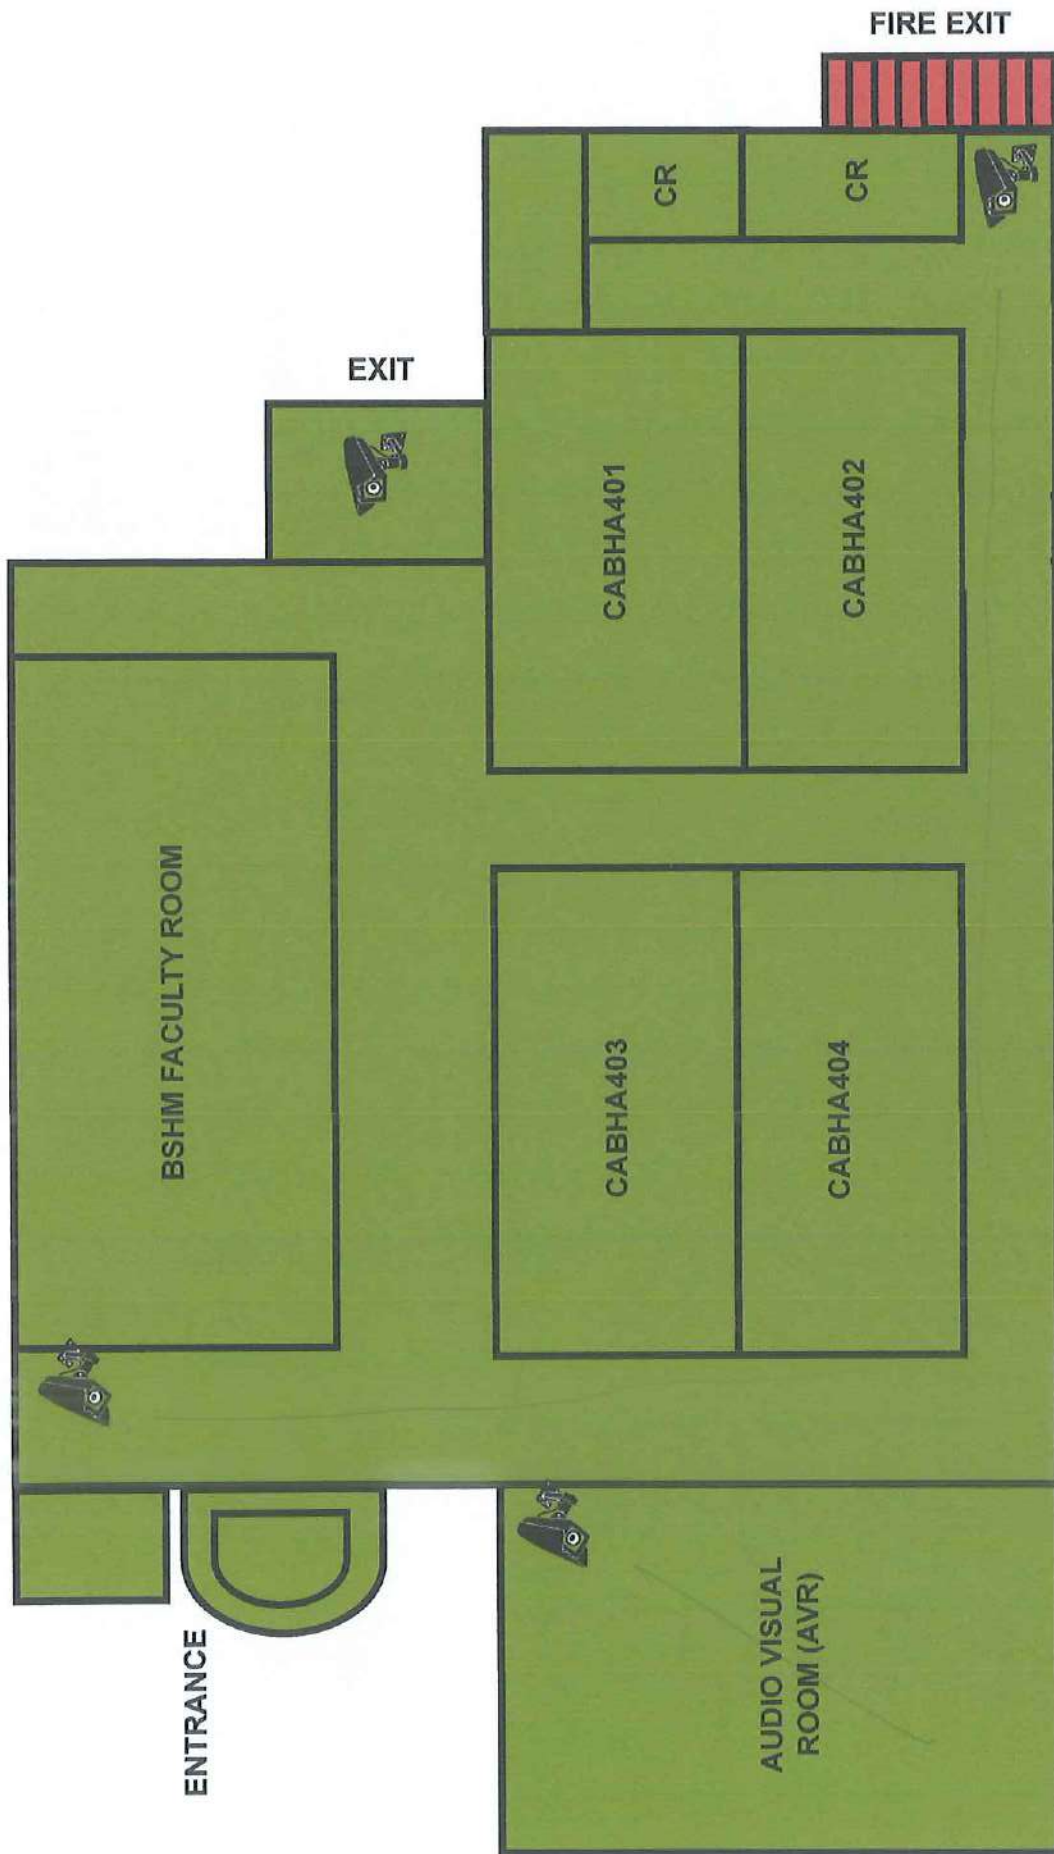 FIRE EXIT
CR
CR
EXIT
CABHA401
CABHA402
BSHM FACULTY ROOM
CABHA403
CABHA404
ENTRANCE
AUDIO VISUAL
ROOM (AVR)